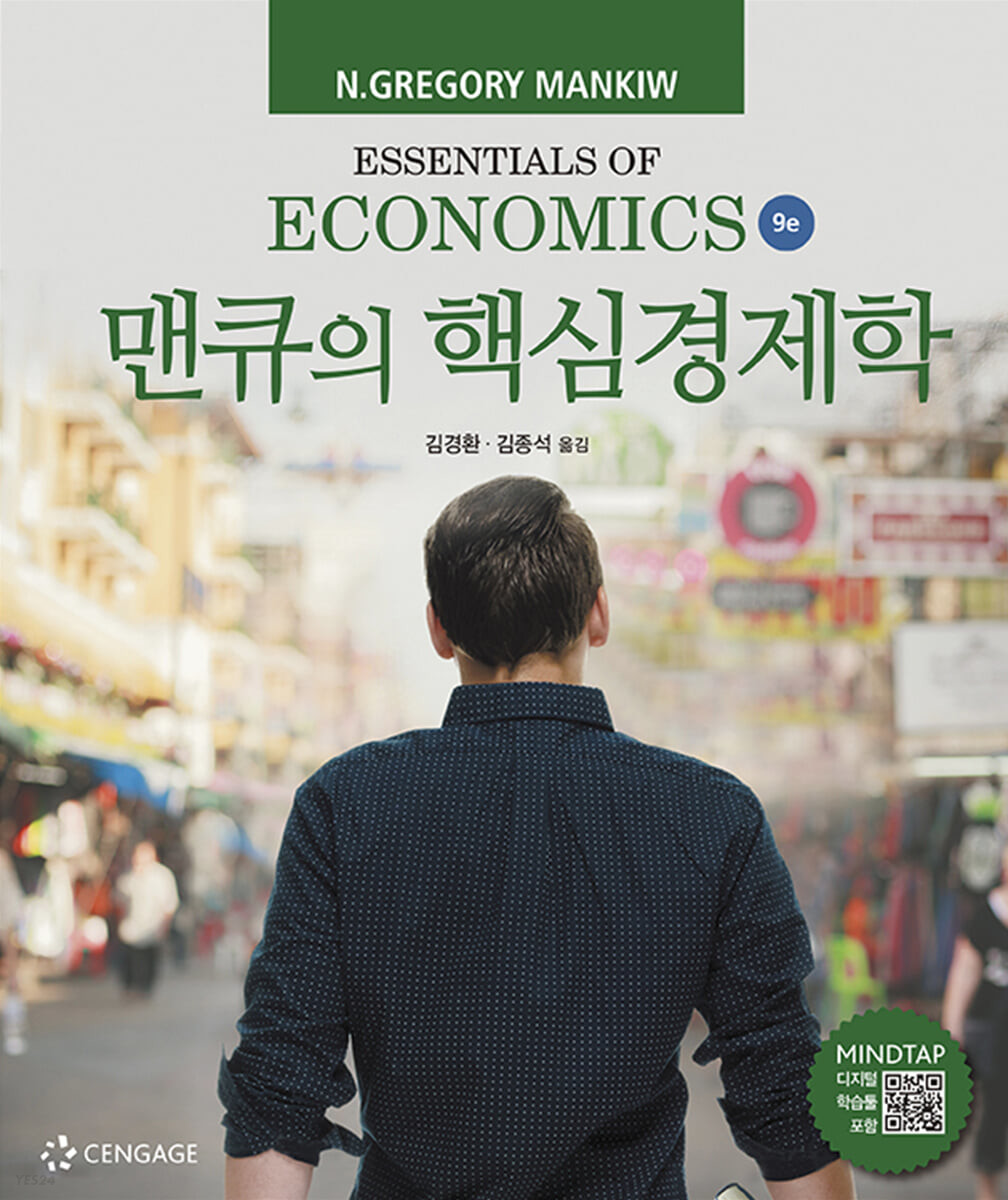 N.GREGORY MANKIW
ESSENTIALS OF
ECONOMICS 9e
맨큐의 핵심경제학
김경환 · 김종석 옮김
MINDTAP
디지털
학습툴
포함
CENGAGE
YES24